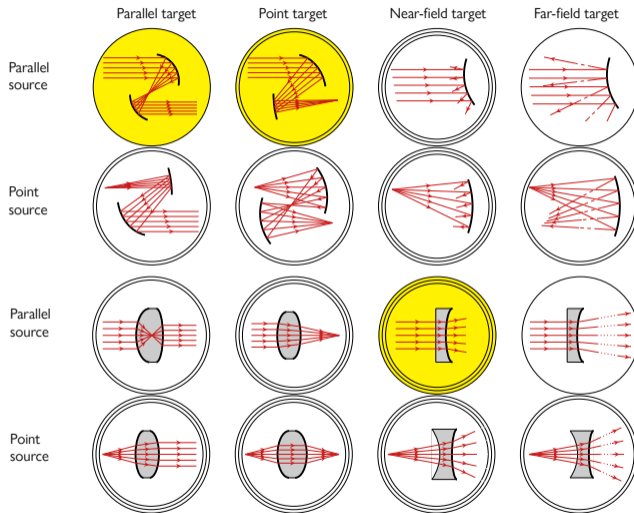 Parallel target Point target Near-field target Far-field target
Parallel
source
Point
source
Parallel
source
Point
source